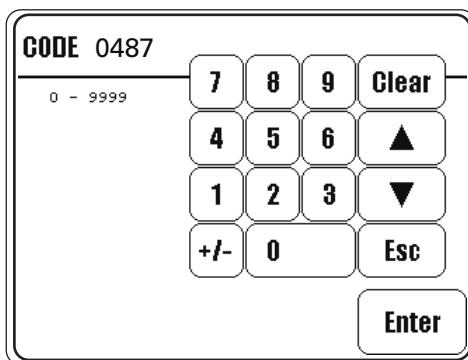 CODE 0487
0 - 9999
7 8 9 Clear
4 5 6 ▲
1 2 3 ▼
+/- 0 Esc
Enter